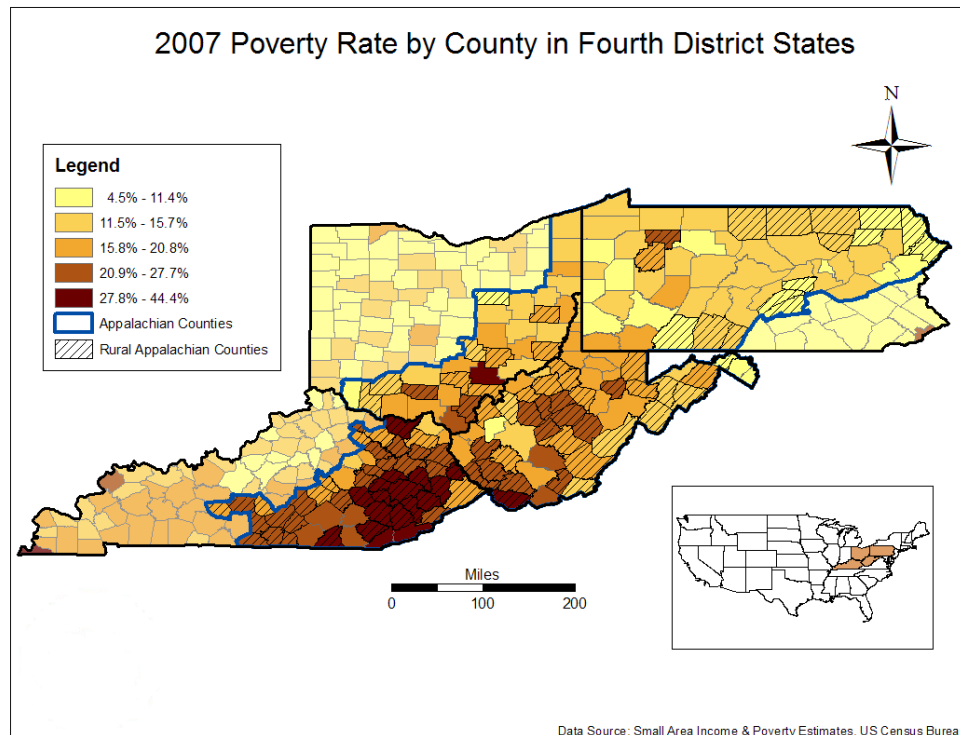 2007 Poverty Rate by County in Fourth District States
N
Legend
4.5% - 11.4%
11.5% - 15.7%
15.8% - 20.8%
20.9% - 27.7%
27.8% - 44.4%
Appalachian Counties
Rural Appalachian Counties
Miles
0 100 200
Data Source: Small Area Income & Poverty Estimates, US Census Burea